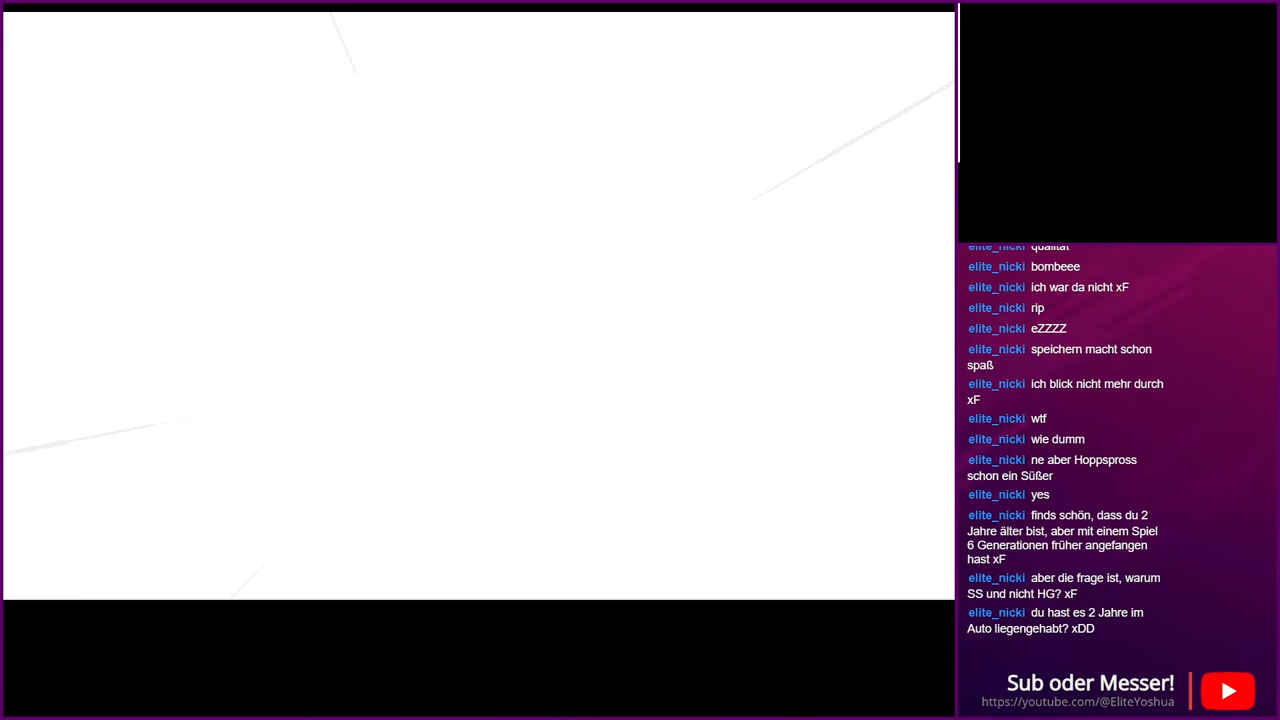 elite_nicki qualität
elite_nicki bombeee
elite_nicki ich war da nicht xF
elite_nicki rip
elite_nicki eZZZZ
elite_nicki speichern macht schon
spaß
elite_nicki ich blick nicht mehr durch
xF
elite_nicki wtf
elite_nicki wie dumm
elite_nicki ne aber Hoppspross
schon ein Süßer
elite_nicki yes
elite_nicki finds schön, dass du 2
Jahre älter bist, aber mit einem Spiel
6 Generationen früher angefangen
hast xF
elite_nicki aber die frage ist, warum
SS und nicht HG? xF
elite_nicki du hast es 2 Jahre im
Auto liegengehabt? xDD
Sub oder Messer!
https://youtube.com/@EliteYoshua